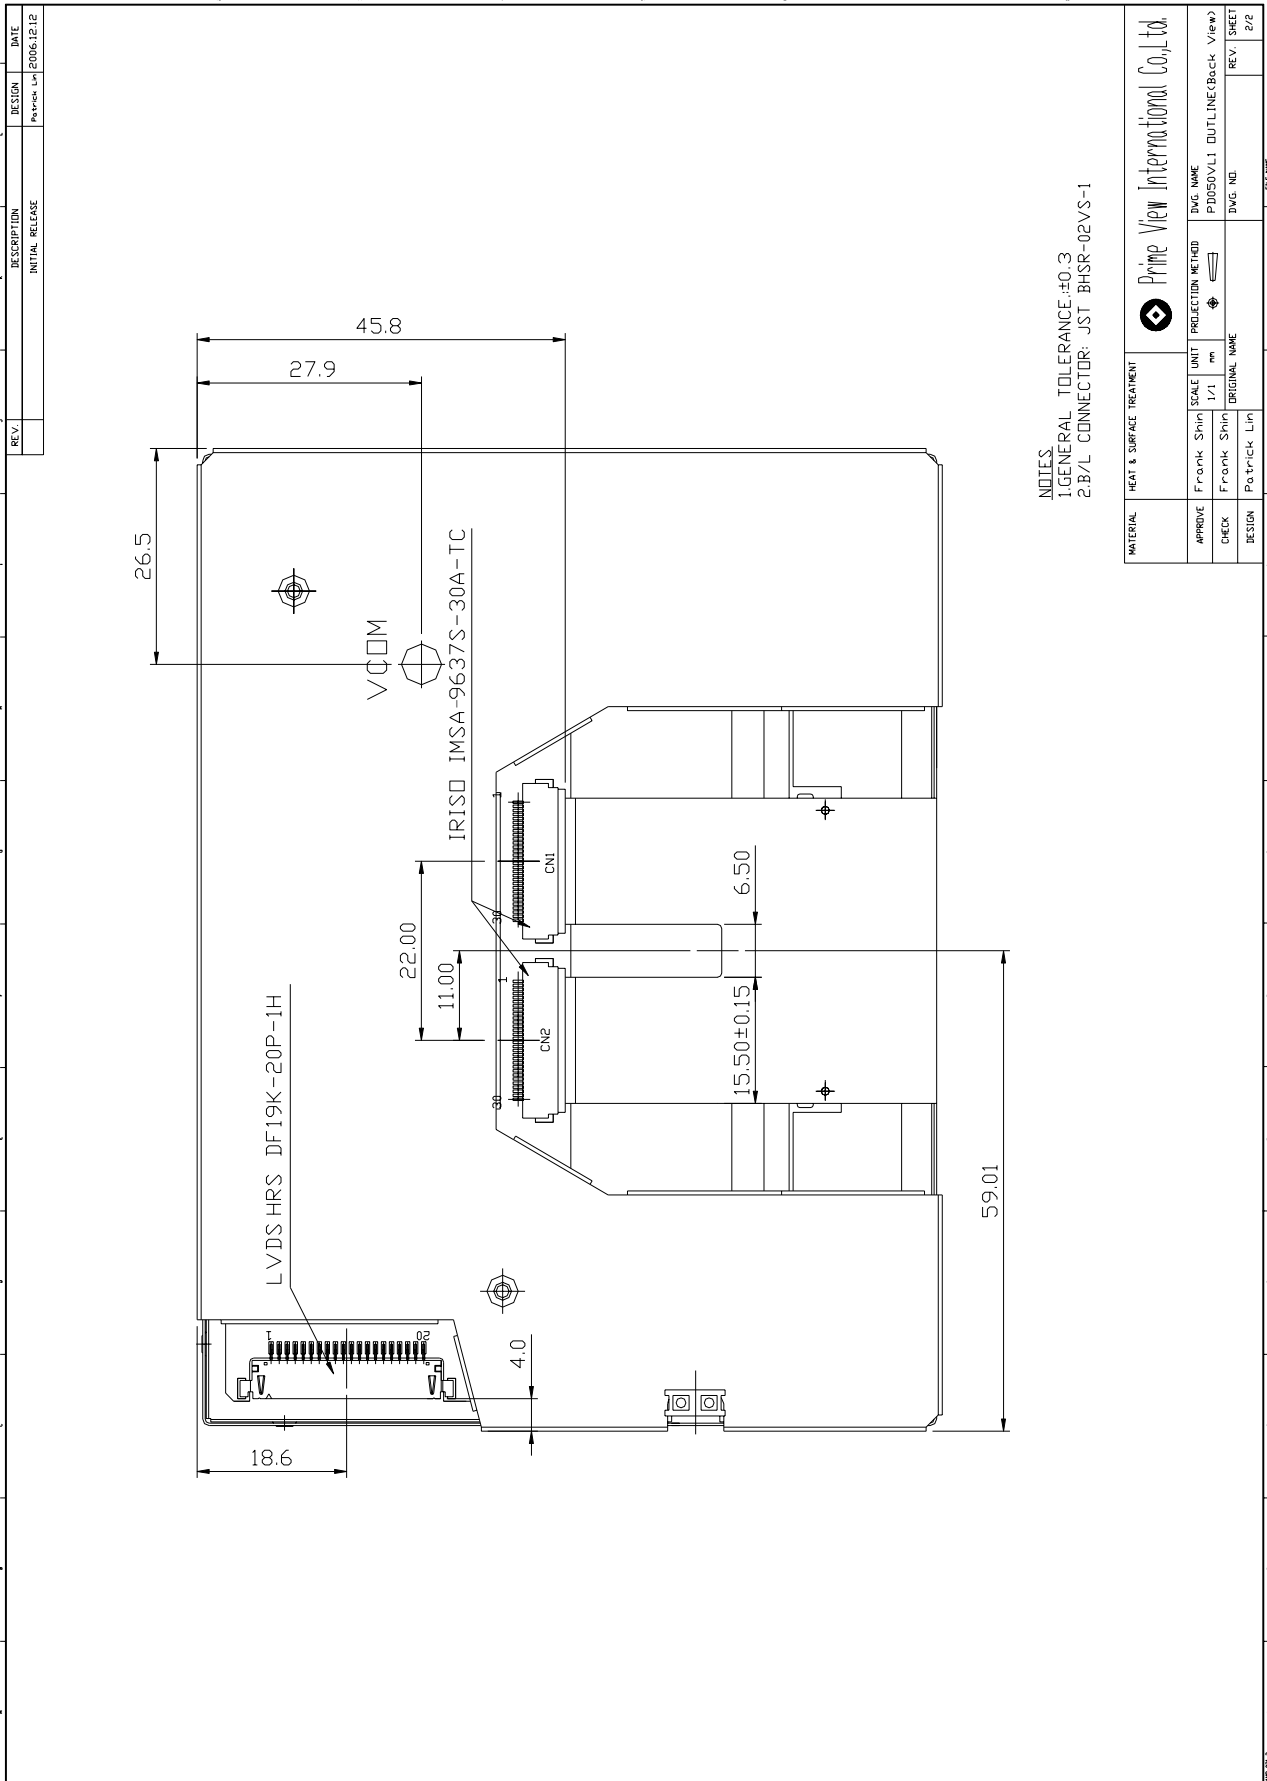 REV.
DESCRIPTION
DESIGN
DATE
INITIAL RELEASE
Patrick Lin
2006.12.12
45.8
27.9
26.5
VCOM
IRISO IMSA-9637S-30A-TC
1
CN1
30
22.00
11.00
6.50
1
CN2
30
15.50±0.15
LVDS HRS DF19K-20P-1H
59.01
1
20
4.0
18.6
NOTES
1.GENERAL TOLERANCE:±0.3
2.B/L CONNECTOR: JST BHSR-02VS-1
MATERIAL
HEAT & SURFACE TREATMENT
Prime View International Co.,Ltd.
APPROVE
Frank Shin
SCALE
1/1
UNIT
mm
PROJECTION METHOD
DWG. NAME
PD050VL1 OUTLINE(Back View)
CHECK
Frank Shin
DESIGN
Patrick Lin
ORIGINAL NAME
DWG. NO.
REV.
SHEET
2/2